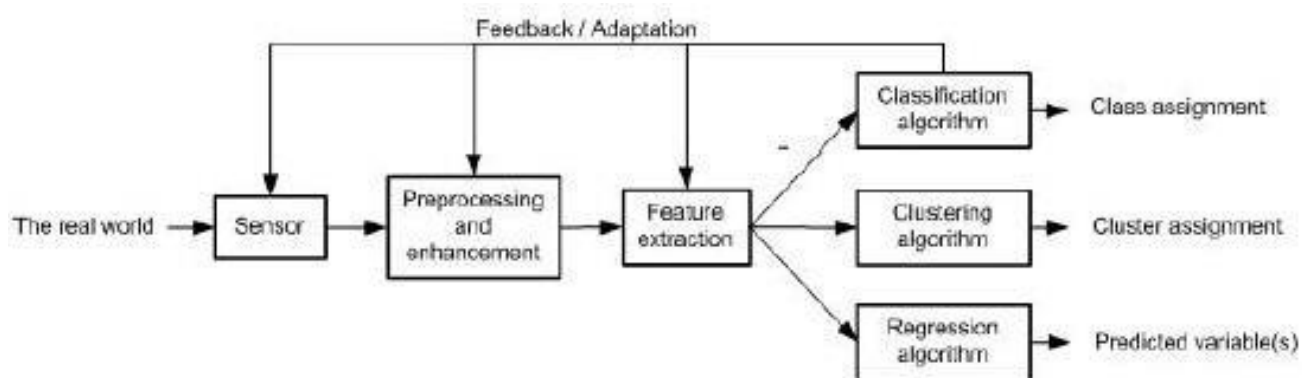 Feedback / Adaptation
Classification
algorithm
Class assignment
The real world
Sensor
Preprocessing
and
enhancement
Feature
extraction
Clustering
algorithm
Cluster assignment
Regression
algorithm
Predicted variable(s)